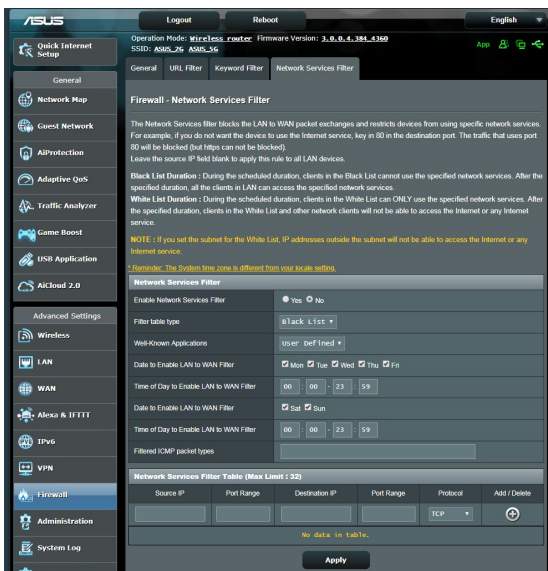 ASUS
Logout
Reboot
English
Operation Mode: Wireless router Firmware Version: 3.0.0.4.384_4360
SSID: ASUS_2G ASUS_5G
App
Quick Internet
Setup
General
Network Map
Guest Network
AiProtection
Adaptive QoS
Traffic Analyzer
Game Boost
USB Application
AiCloud 2.0
Advanced Settings
Wireless
LAN
WAN
Alexa & IFTTT
IPv6
VPN
Firewall
Administration
System Log
General
URL Filter
Keyword Filter
Network Services Filter
Firewall - Network Services Filter
The Network Services filter blocks the LAN to WAN packet exchanges and restricts devices from using specific network services.
For example, if you do not want the device to use the Internet service, key in 80 in the destination port. The traffic that uses port
80 will be blocked (but https can not be blocked).
Leave the source IP field blank to apply this rule to all LAN devices.
Black List Duration : During the scheduled duration, clients in the Black List cannot use the specified network services. After the
specified duration, all the clients in LAN can access the specified network services.
White List Duration : During the scheduled duration, clients in the White List can ONLY use the specified network services. After
the specified duration, clients in the White List and other network clients will not be able to access the Internet or any Internet
service.
NOTE : If you set the subnet for the White List, IP addresses outside the subnet will not be able to access the Internet or any
Internet service.
* Reminder: The System time zone is different from your locale setting.
Network Services Filter
Enable Network Services Filter
Yes No
Filter table type
Black List
Well-Known Applications
User Defined
Date to Enable LAN to WAN Filter
Mon Tue Wed Thu Fri
Time of Day to Enable LAN to WAN Filter
00 : 00 - 23 : 59
Date to Enable LAN to WAN Filter
Sat Sun
Time of Day to Enable LAN to WAN Filter
00 : 00 - 23 : 59
Filtered ICMP packet types
Network Services Filter Table (Max Limit : 32)
Source IP
Port Range
Destination IP
Port Range
Protocol
Add / Delete
TCP
No data in table.
Apply